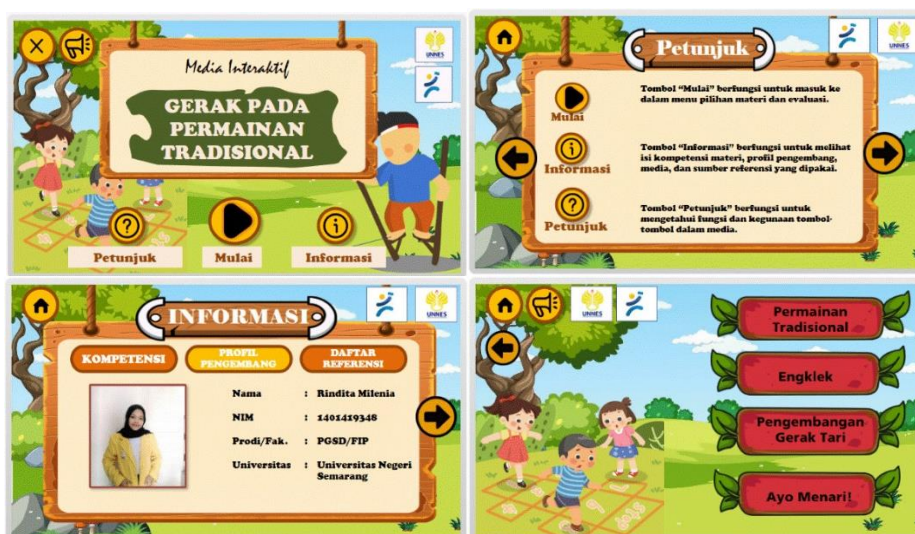 Media Interaktif
GERAK PADA
PERMAINAN
TRADISIONAL
UNNES
Petunjuk
Mulai
Informasi
Petunjuk
UNNES
Tombol “Mulai” berfungsi untuk masuk ke
dalam menu pilihan materi dan evaluasi.
Mulai
Tombol “Informasi” berfungsi untuk melihat
isi kompetensi materi, profil pengembang,
media, dan sumber referensi yang dipakai.
Informasi
Tombol “Petunjuk” berfungsi untuk
mengetahui fungsi dan kegunaan tombol-
tombol dalam media.
Petunjuk
INFORMASI
UNNES
KOMPETENSI
PROFIL
PENGEMBANG
DAFTAR
REFERENSI
Nama : Rindita Milenia
NIM : 1401419348
Prodi/Fak. : PGSD/FIP
Universitas : Universitas Negeri
Semarang
UNNES
Permainan
Tradisional
Engklek
Pengembangan
Gerak Tari
Ayo Menari!